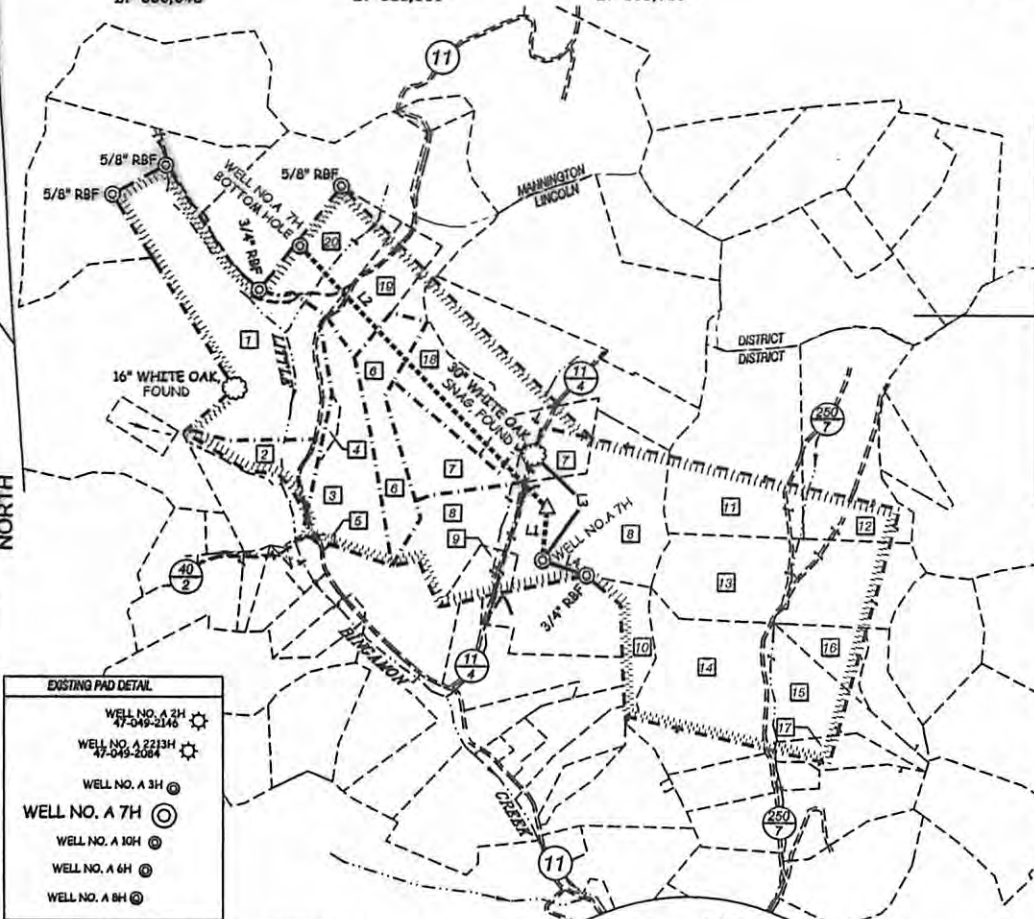 11
5/8" RBF
5/8" RBF
5/8" RBF
WELL NO. A 7H
BOTTOM HOLE
3/4" RBF
MANNINGTON
LINCOLN
20
L2
19
1
LITTLE
6
18
DISTRICT
DISTRICT
16" WHITE OAK,
FOUND
30" WHITE OAK
SNAG, FOUND
11
4
250
7
2
4
7
7
3
6
8
L3
11
12
5
9
L1
WELL NO. A 7H
8
NORTH
40
2
L4
3/4" RBF
13
BINGAMON
11
4
10
14
16
15
17
CREEK
250
7
11
EXISTING PAD DETAIL
WELL NO. A 2H
47-049-2146
WELL NO. A 2213H
47-049-2084
WELL NO. A 3H
WELL NO. A 7H
WELL NO. A 10H
WELL NO. A 6H
WELL NO. A 8H